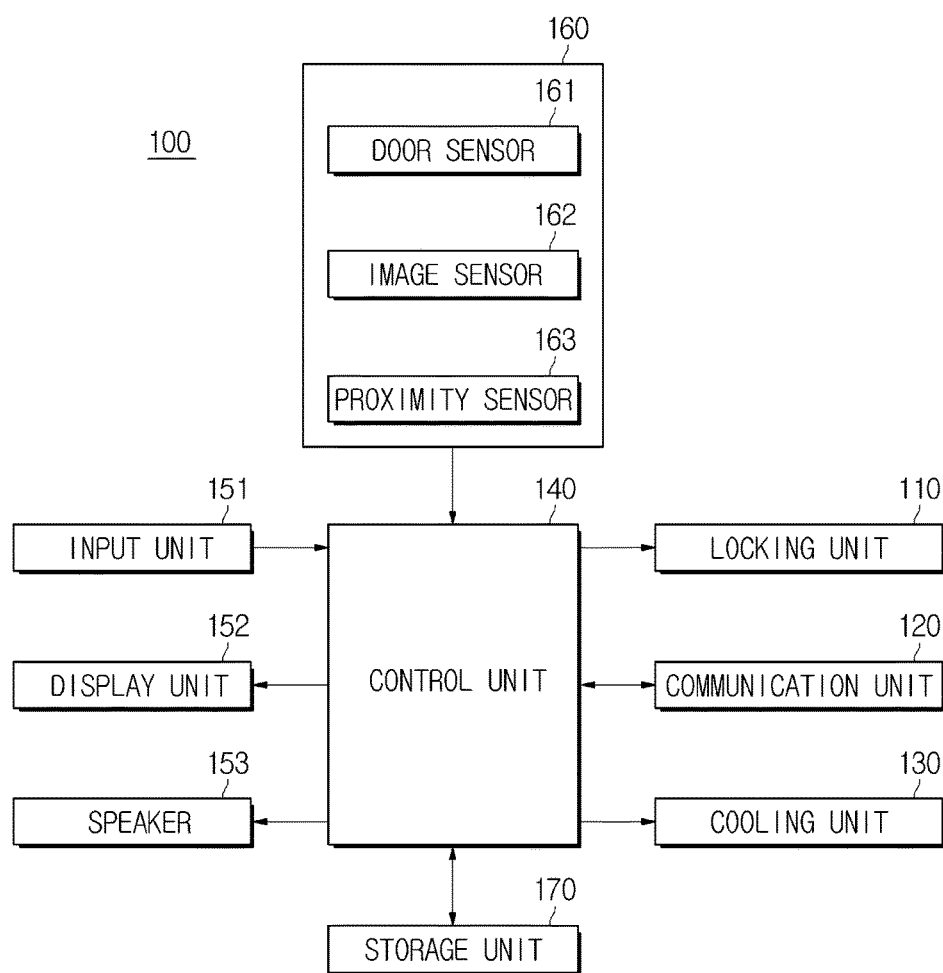 160
100
161
DOOR SENSOR
162
IMAGE SENSOR
163
PROXIMITY SENSOR
151
140
110
INPUT UNIT
LOCKING UNIT
152
120
DISPLAY UNIT
CONTROL UNIT
COMMUNICATION UNIT
153
130
SPEAKER
COOLING UNIT
170
STORAGE UNIT